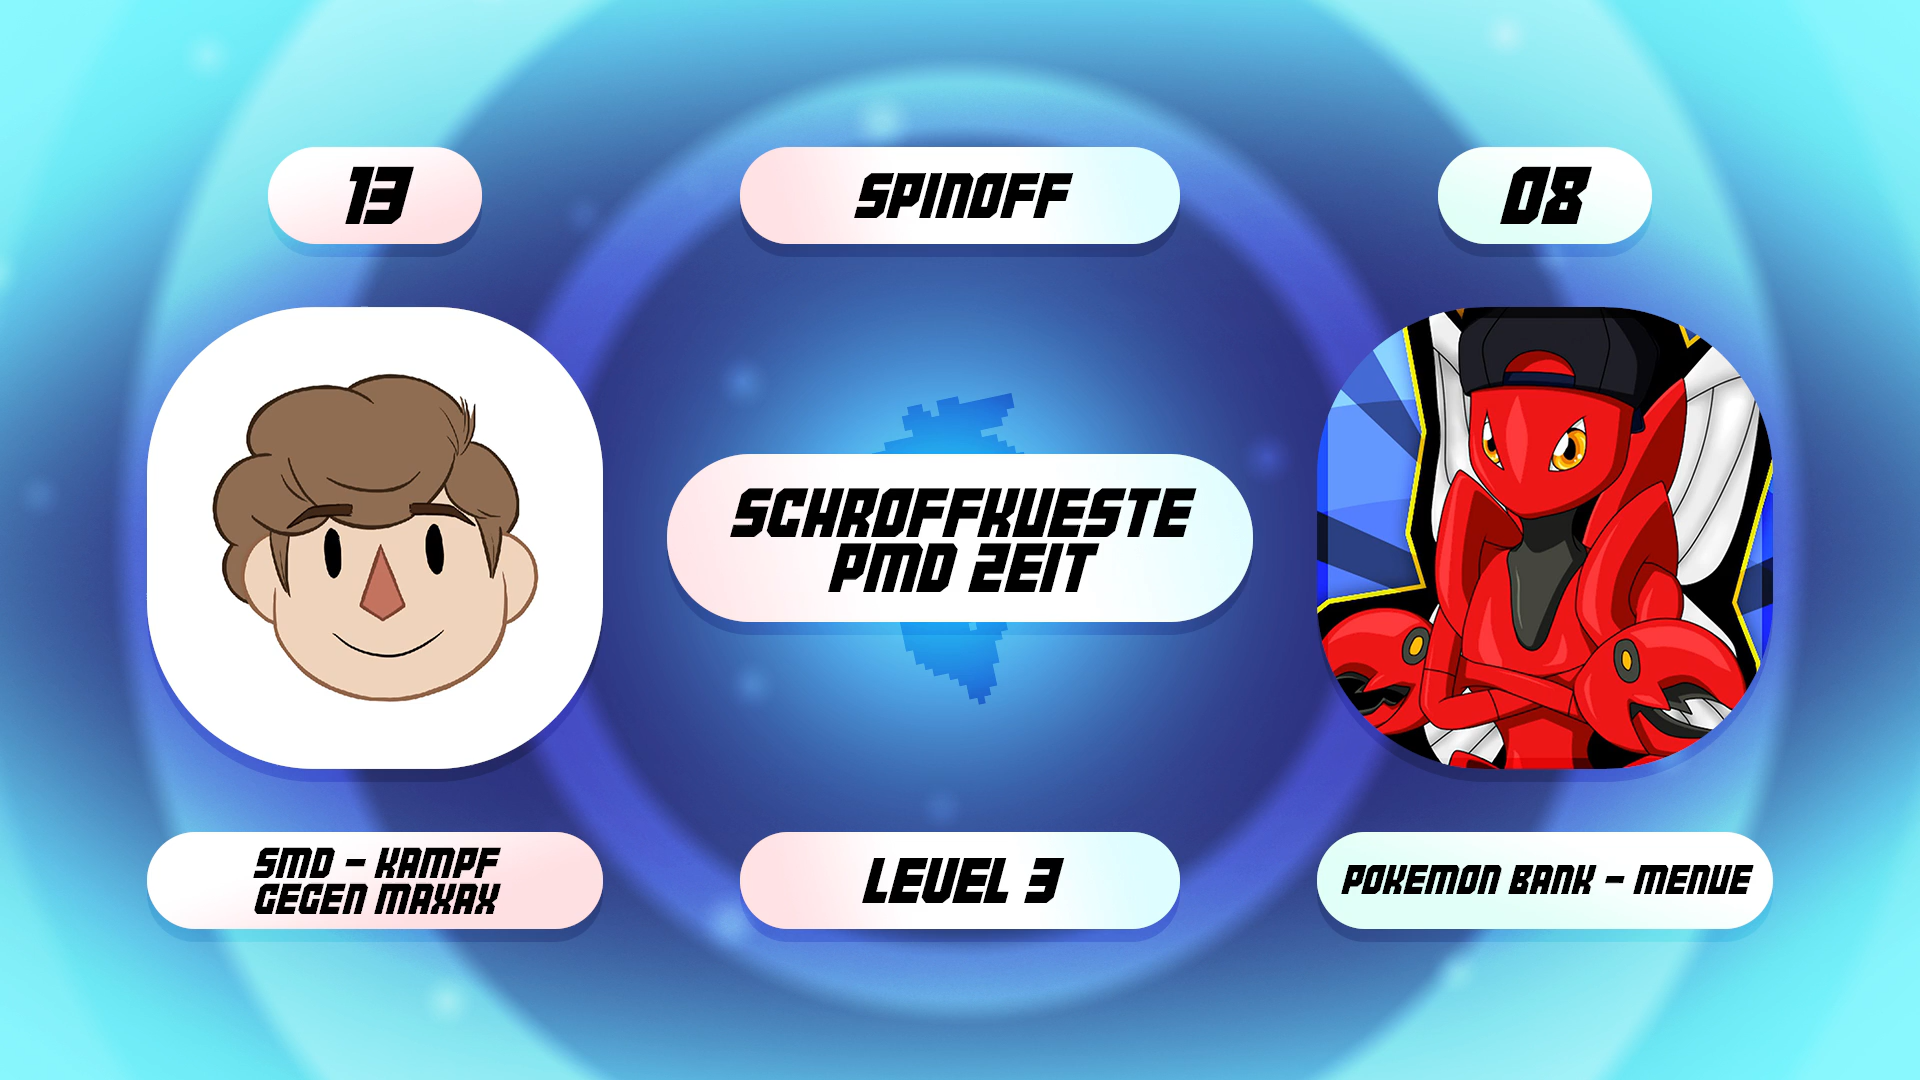 13
SPINOFF
08
SCHROFFKUESTE
PMD ZEIT
SMD - KAMPF
GEGEN MAXAX
LEVEL 3
POKEMON BANK - MENUE